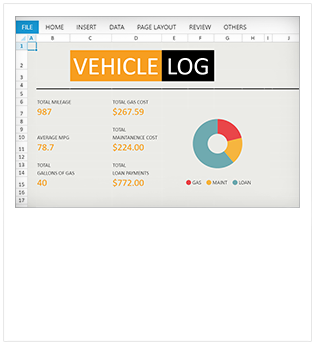 FILE HOME INSERT DATA PAGE LAYOUT REVIEW OTHERS
A B C D E F G H I J
1
2
VEHICLE LOG
3
4
5
6 TOTAL MILEAGE TOTAL GAS COST
7 987 $267.59
8
9 TOTAL
10 AVERAGE MPG MAINTANENCE COST
11 78.7 $224.00
12
13 TOTAL TOTAL
14 GALLONS OF GAS LOAN PAYMENTS
15 40 $772.00
GAS MAINT LOAN
16
17